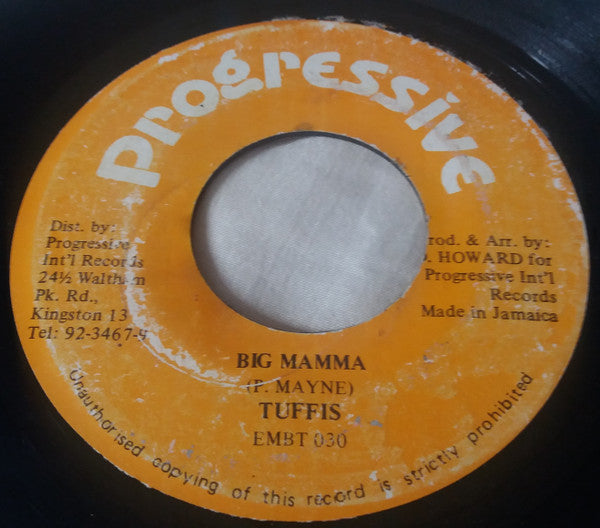 Progressive
Dist. by:
Progressive
Int'l Records
24½ Waltham
Pk. Rd.,
Kingston 13
Tel: 92-3467-9
Prod. & Arr. by:
HOWARD for
Progressive Int'l
Records
Made in Jamaica
BIG MAMMA
(P. MAYNE)
TUFFIS
EMBT 030
Unauthorised copying of this record is strictly prohibited